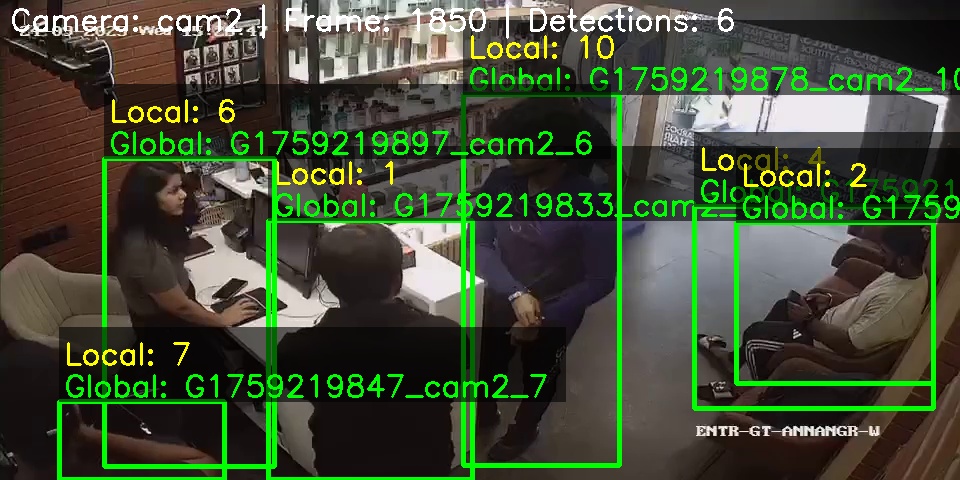 Camera: cam2 | Frame: 1850 | Detections: 6
Local: 10
Global: G1759219878_cam2_10
Local: 6
Global: G1759219897_cam2_6
Local: 4
Local: 1
Local: 2
Global: G1759219833_cam2
Global: G1759
Local: 7
Global: G1759219847_cam2_7
ENTR-GT-ANNANGR-W